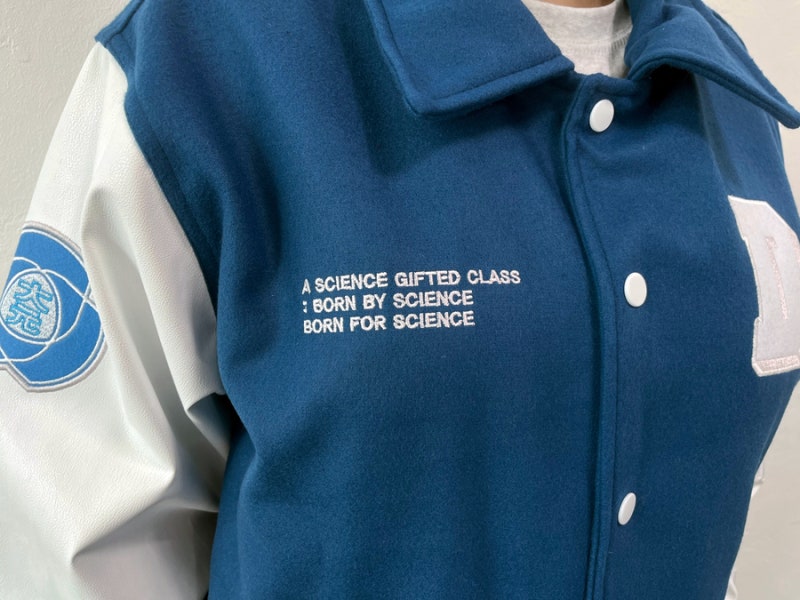 A SCIENCE GIFTED CLASS
: BORN BY SCIENCE
BORN FOR SCIENCE